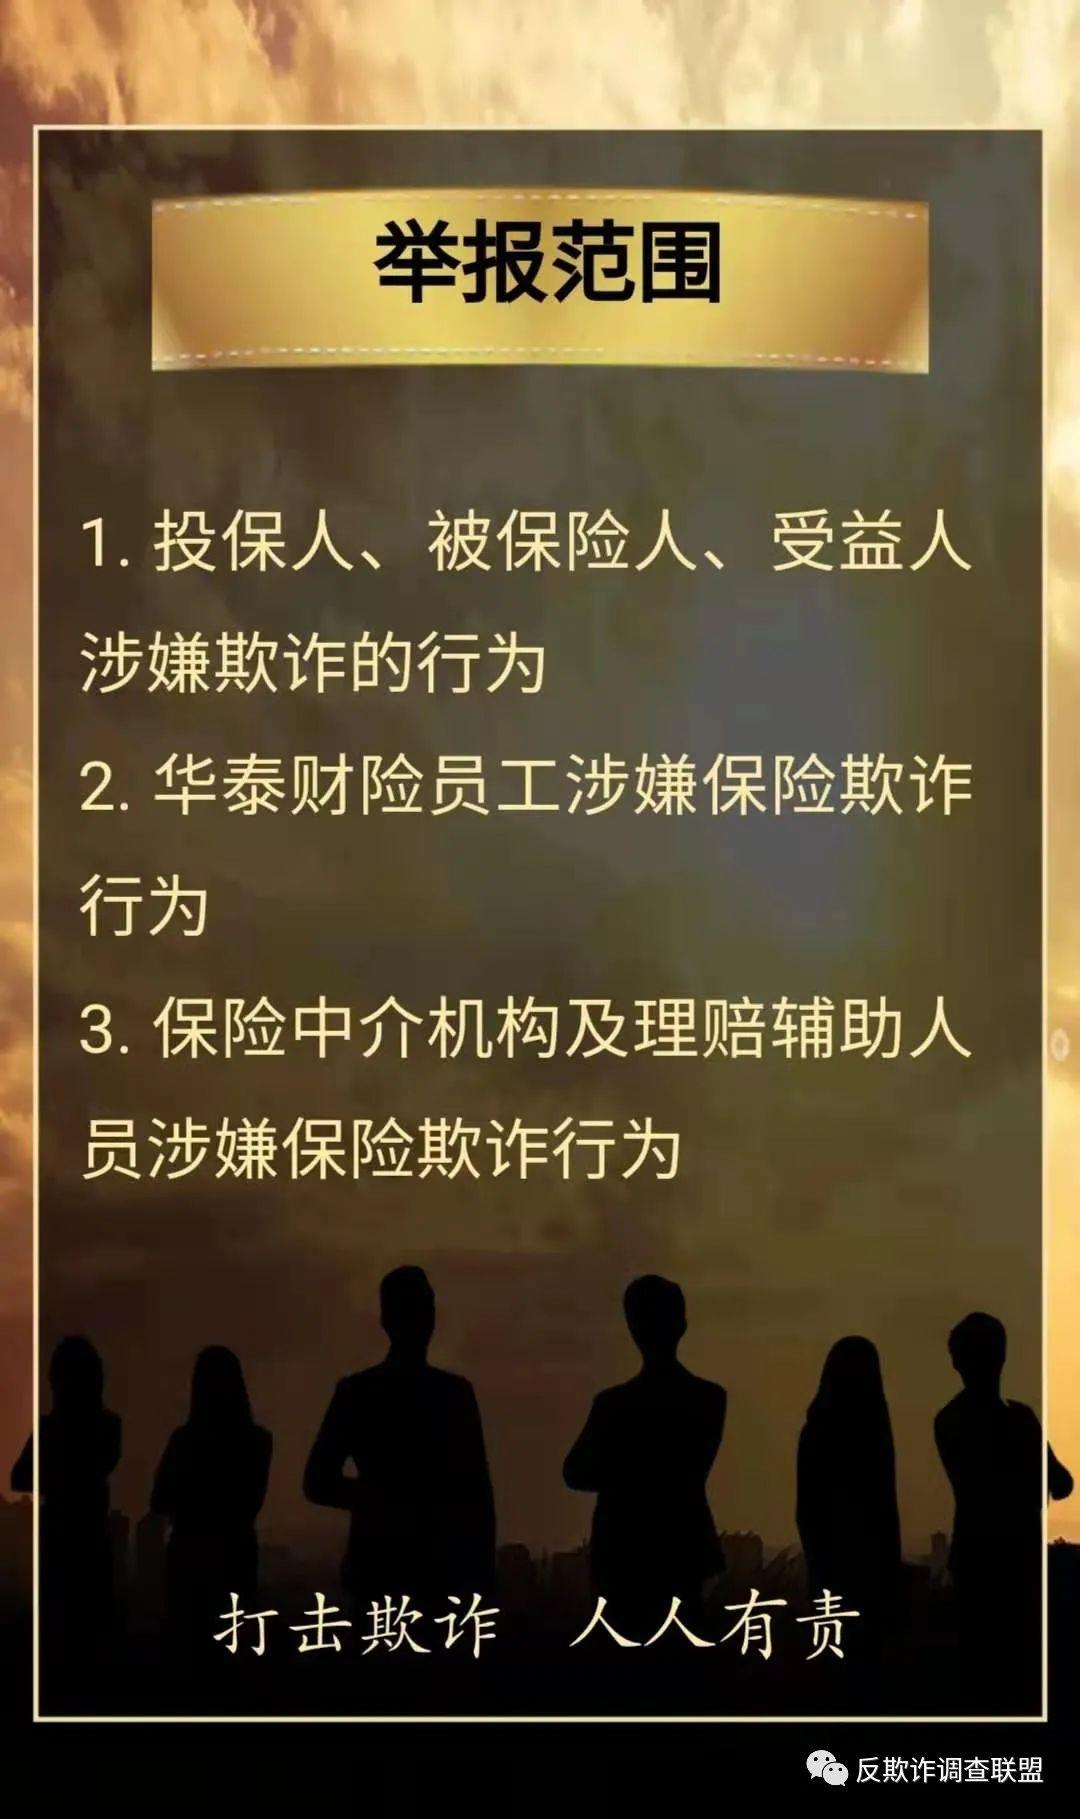 举报范围
1. 投保人、被保险人、受益人
涉嫌欺诈的行为
2. 华泰财险员工涉嫌保险欺诈
行为
3. 保险中介机构及理赔辅助人
员涉嫌保险欺诈行为
打击欺诈　人人有责
反欺诈调查联盟